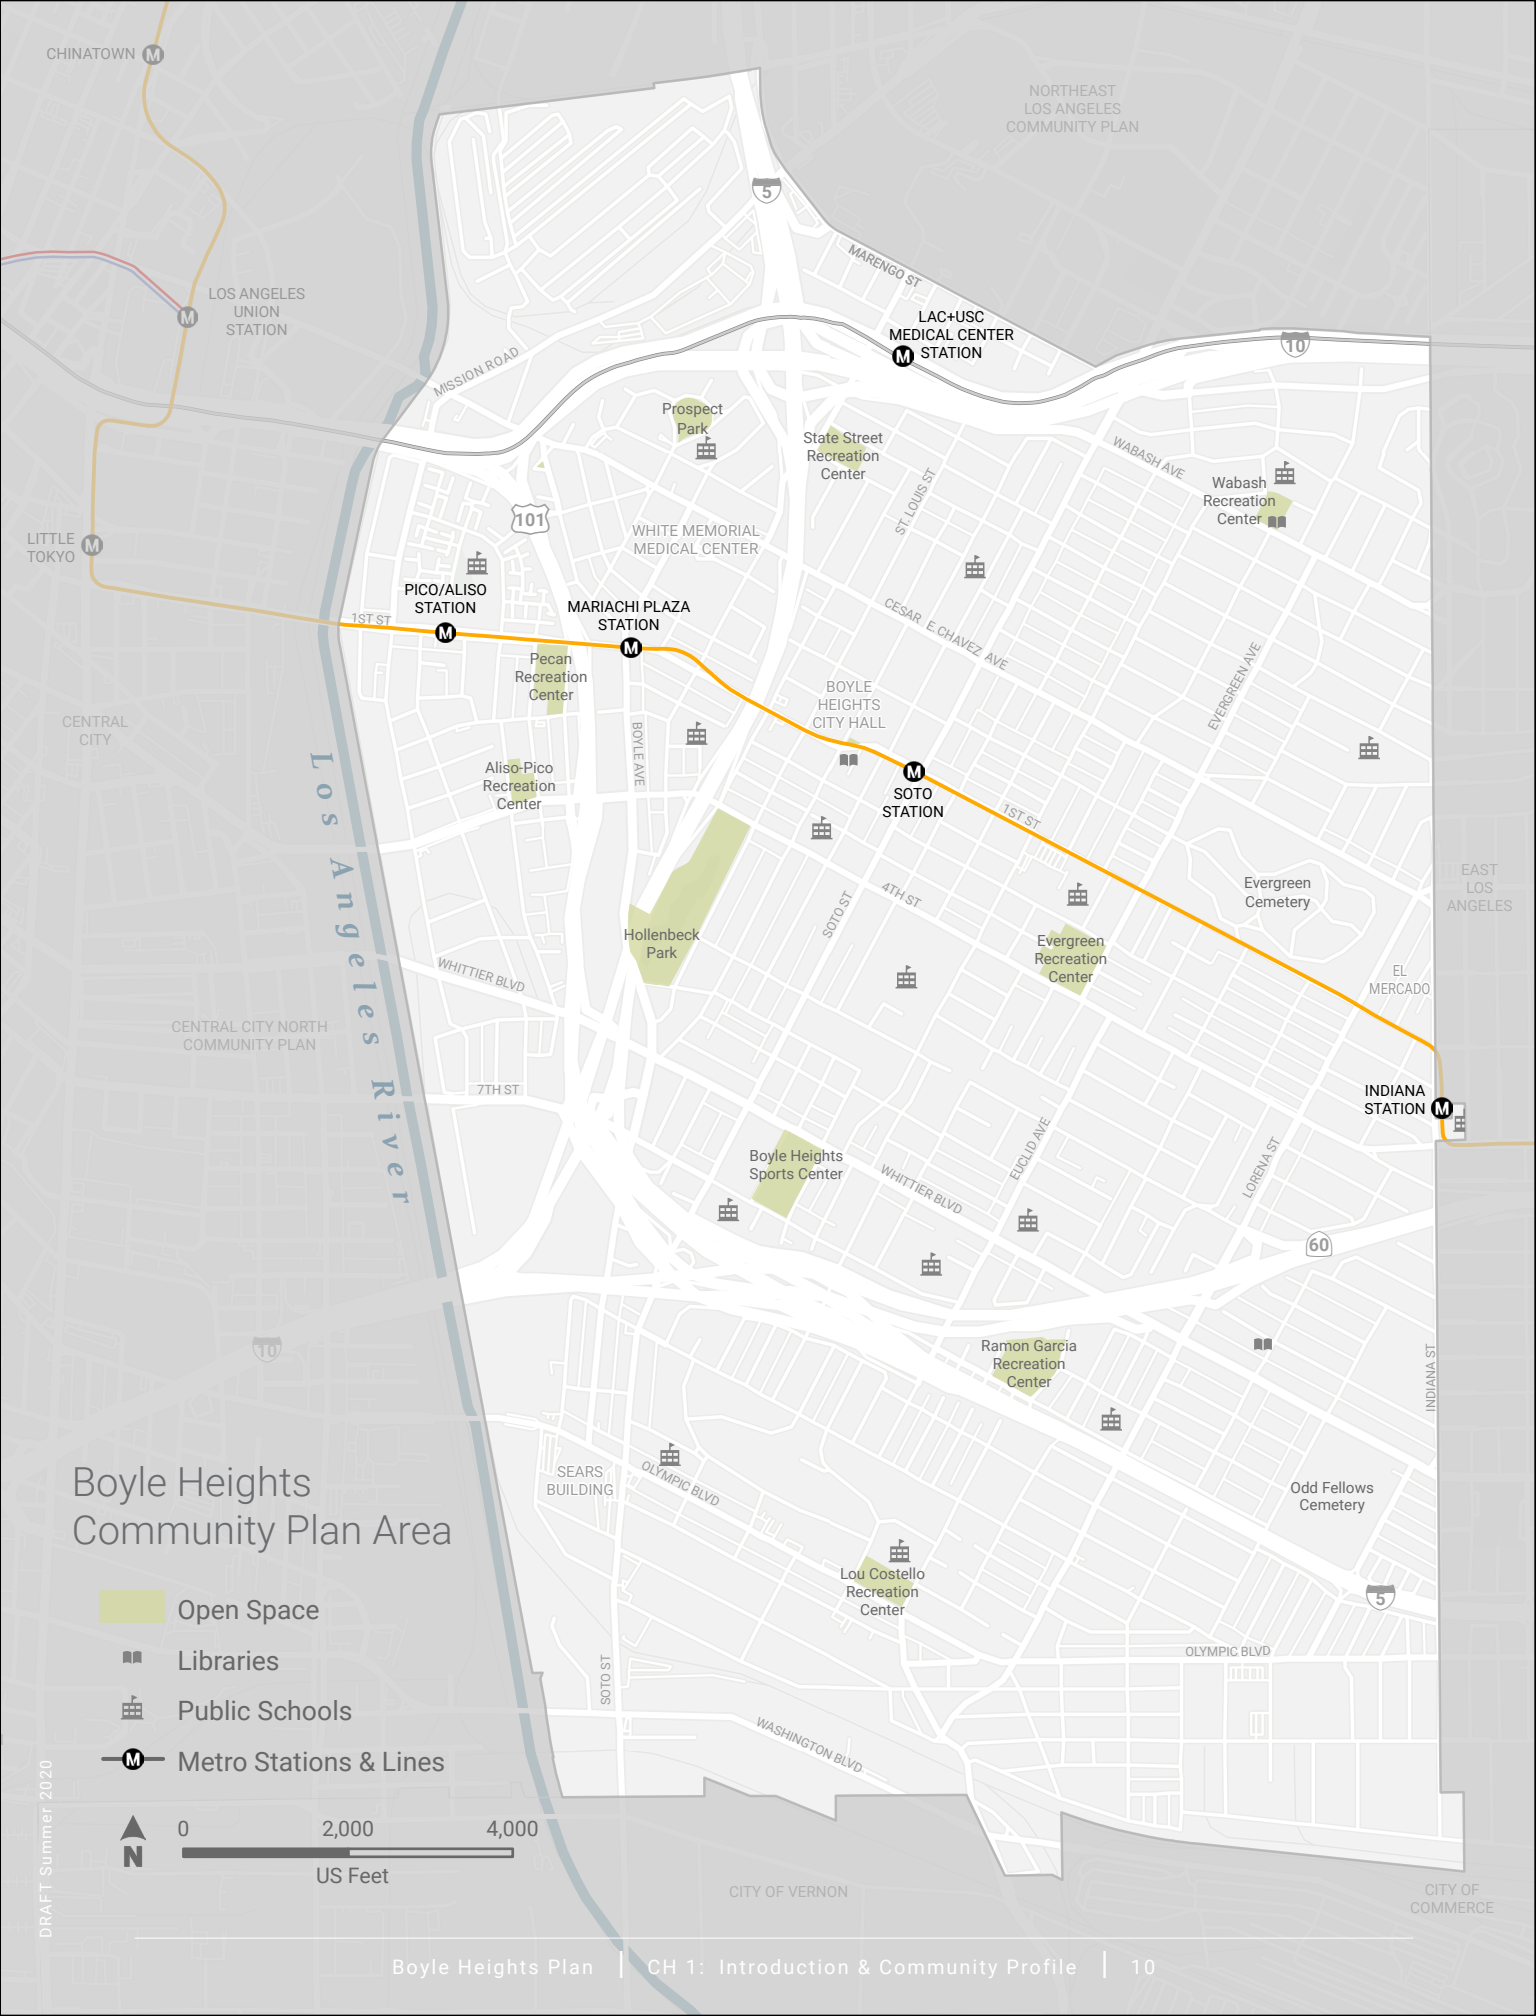 CHINATOWN
M
NORTHEAST
LOS ANGELES
COMMUNITY PLAN
5
MARENGO ST
LOS ANGELES
UNION
STATION
M
LAC+USC
MEDICAL CENTER
STATION
M
10
MISSION ROAD
Prospect
Park
State Street
Recreation
Center
WABASH AVE
Wabash
Recreation
Center
ST. LOUIS ST
101
WHITE MEMORIAL
MEDICAL CENTER
LITTLE
TOKYO
M
PICO/ALISO
STATION
M
1ST ST
MARIACHI PLAZA
STATION
M
CESAR E CHAVEZ AVE
EVERGREEN AVE
Pecan
Recreation
Center
BOYLE
HEIGHTS
CITY HALL
CENTRAL
CITY
BOYLE AVE
Aliso-Pico
Recreation
Center
M
SOTO
STATION
1ST ST
Los Angeles River
EAST
LOS
ANGELES
Evergreen
Cemetery
4TH ST
SOTO ST
Hollenbeck
Park
Evergreen
Recreation
Center
EL
MERCADO
WHITTIER BLVD
CENTRAL CITY NORTH
COMMUNITY PLAN
7TH ST
INDIANA
STATION
M
Boyle Heights
Sports Center
WHITTIER BLVD
EUCLID AVE
LORENA ST
60
10
Ramon Garcia
Recreation
Center
INDIANA ST
SEARS
BUILDING
OLYMPIC BLVD
Odd Fellows
Cemetery
Lou Costello
Recreation
Center
5
OLYMPIC BLVD
SOTO ST
WASHINGTON BLVD
Boyle Heights
Community Plan Area
Open Space
Libraries
Public Schools
M
Metro Stations & Lines
N
0 2,000 4,000
US Feet
DRAFT Summer 2020
CITY OF VERNON
CITY OF
COMMERCE
Boyle Heights Plan | CH 1: Introduction & Community Profile | 10